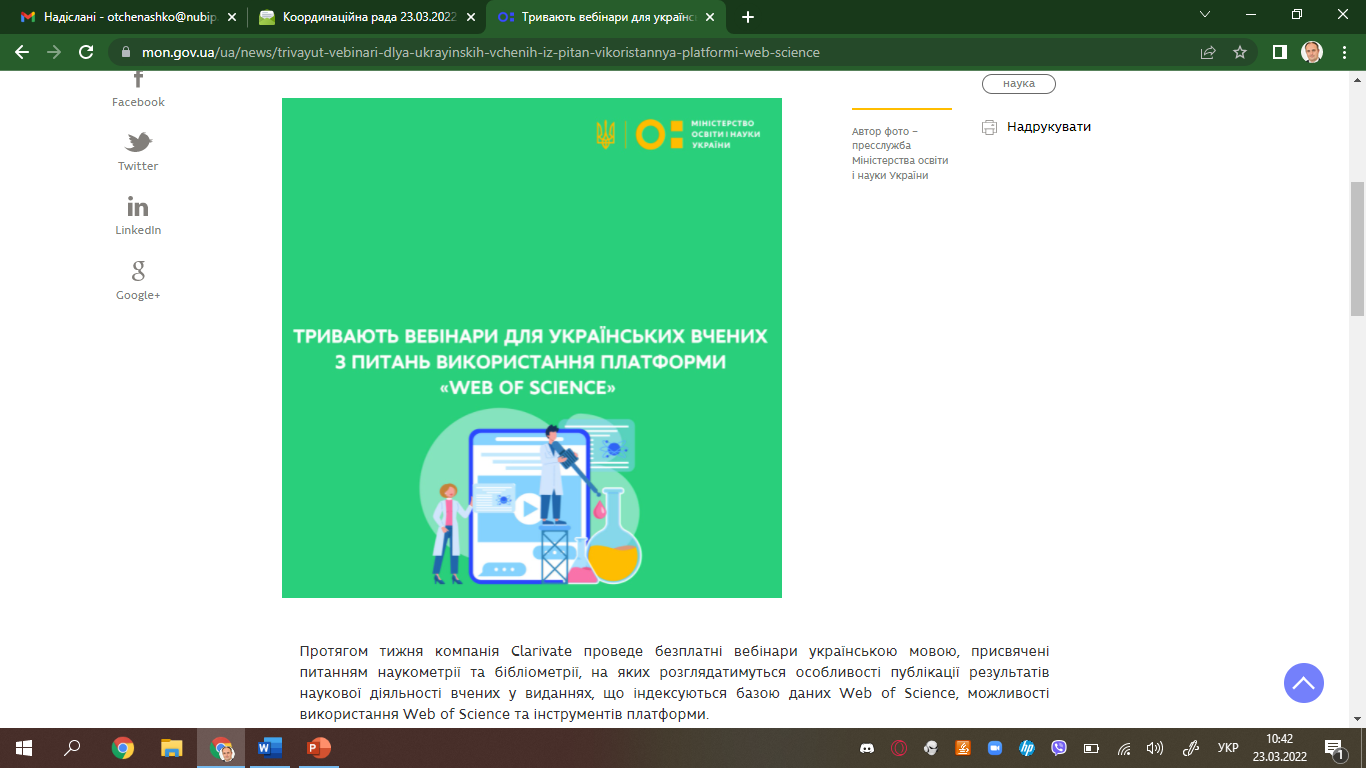 Надіслані - otchenashko@nubip
Координаційна рада 23.03.2022
Тривають вебінари для українсь
mon.gov.ua/ua/news/trivayut-vebinari-dlya-ukrayinskih-vchenih-iz-pitan-vikoristannya-platformi-web-science
Facebook
Twitter
LinkedIn
Google+
МІНІСТЕРСТВО
ОСВІТИ І НАУКИ
УКРАЇНИ
ТРИВАЮТЬ ВЕБІНАРИ ДЛЯ УКРАЇНСЬКИХ ВЧЕНИХ
З ПИТАНЬ ВИКОРИСТАННЯ ПЛАТФОРМИ
«WEB OF SCIENCE»
Автор фото –
пресслужба
Міністерства освіти
і науки України
наука
Надрукувати
Протягом тижня компанія Clarivate проведе безплатні вебінари українською мовою, присвячені
питанням наукометрії та бібліометрії, на яких розглядатимуться особливості публікації результатів
наукової діяльності вчених у виданнях, що індексуються базою даних Web of Science, можливості
використання Web of Science та інструментів платформи.
УКР
10:42
23.03.2022
1